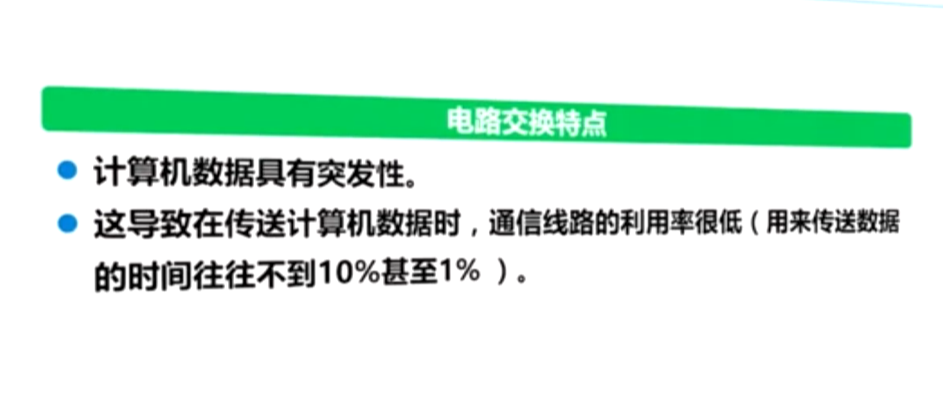 电路交换特点
计算机数据具有突发性。
这导致在传送计算机数据时，通信线路的利用率很低（用来传送数据
的时间往往不到10%甚至1% ）。